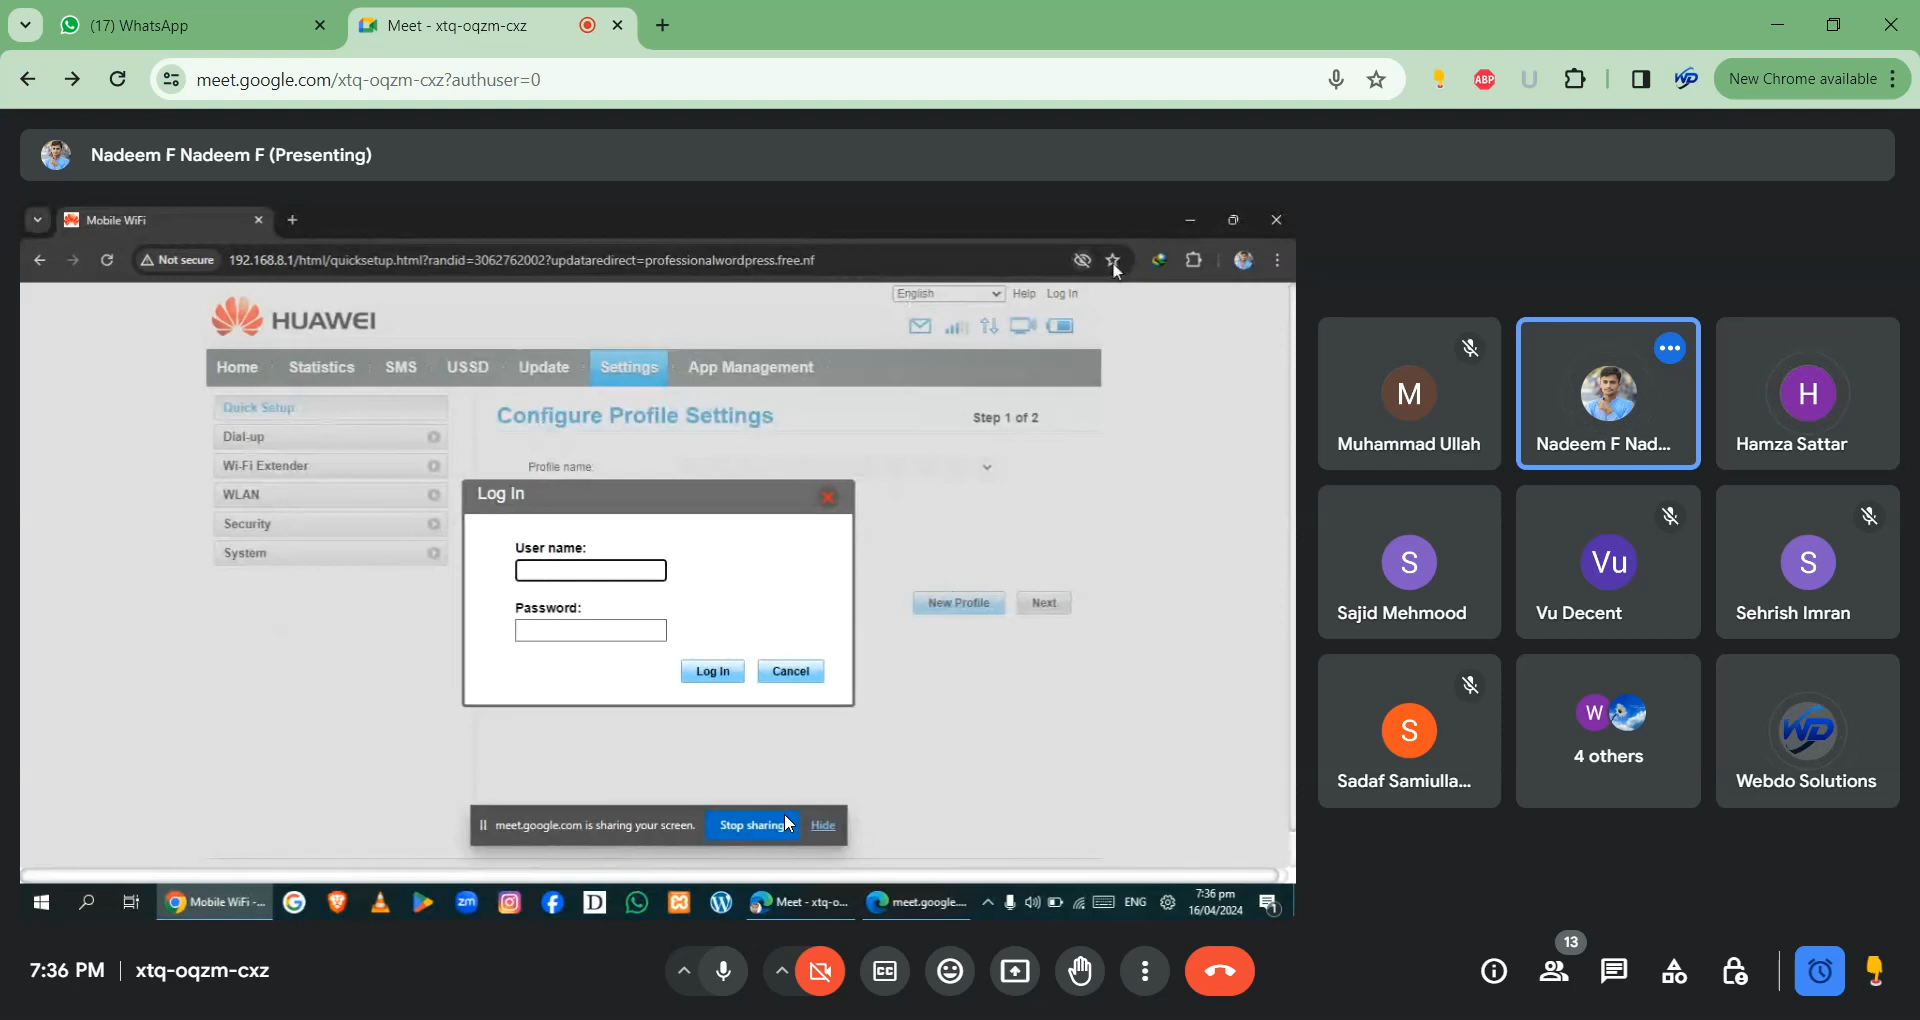 (17) WhatsApp
Meet - xtq-oqzm-cxz
meet.google.com/xtq-oqzm-cxz?authuser=0
ABP
U
WD
New Chrome available
Nadeem F Nadeem F (Presenting)
Mobile WiFi
Not secure
192.168.8.1/html/quicksetup.html?randid=3062762002?updataredirect=professionalwordpress.free.nf
English
Help
Log In
HUAWEI
Home
Statistics
SMS
USSD
Update
Settings
App Management
Quick Setup
Dial-up
Wi-Fi Extender
WLAN
Security
System
Configure Profile Settings
Step 1 of 2
Profile name:
New Profile
Next
Log In
User name:
Password:
Log In
Cancel
meet.google.com is sharing your screen.
Stop sharing
Hide
Mobile WiFi -...
zm
D
Meet - xtq-o...
meet.google....
ENG
7:36 pm
16/04/2024
1
M
Muhammad Ullah
Nadeem F Nad...
H
Hamza Sattar
S
Sajid Mehmood
Vu
Vu Decent
S
Sehrish Imran
S
Sadaf Samiulla...
W
4 others
WD
Webdo Solutions
7:36 PM
xtq-oqzm-cxz
CC
13